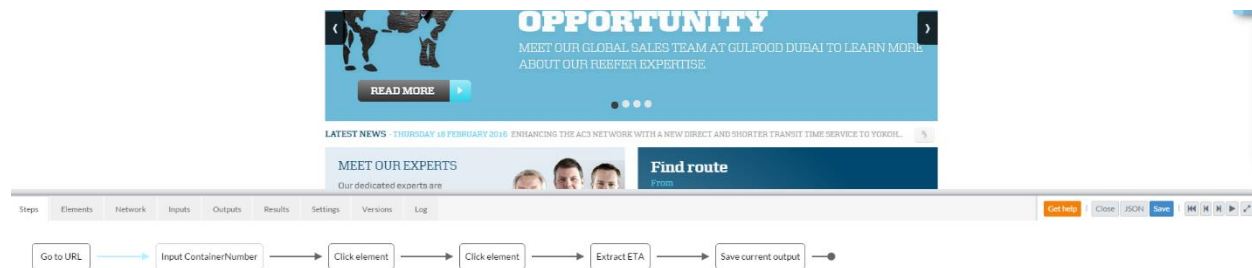 OPPORTUNITY
MEET OUR GLOBAL SALES TEAM AT GULFOOD DUBAI TO LEARN MORE
ABOUT OUR REEFER EXPERTISE
READ MORE
LATEST NEWS - THURSDAY 18 FEBRUARY 2016 ENHANCING THE AC3 NETWORK WITH A NEW DIRECT AND SHORTER TRANSIT TIME SERVICE TO YOKOH..
MEET OUR EXPERTS
Our dedicated experts are
Find route
From
Steps Elements Network Inputs Outputs Results Settings Versions Log Get help Close JSON Save
Go to URL Input ContainerNumber Click element Click element Extract ETA Save current output